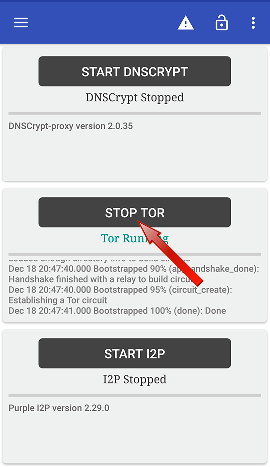 START DNSCRYPT
DNSCrypt Stopped
DNSCrypt-proxy version 2.0.35
STOP TOR
Tor Running
Dec 18 20:47:40.000 Bootstrapped 90% (ap_handshake_done):
Handshake finished with a relay to build circuits
Dec 18 20:47:40.000 Bootstrapped 95% (circuit_create):
Establishing a Tor circuit
Dec 18 20:47:41.000 Bootstrapped 100% (done): Done
START I2P
I2P Stopped
Purple I2P version 2.29.0